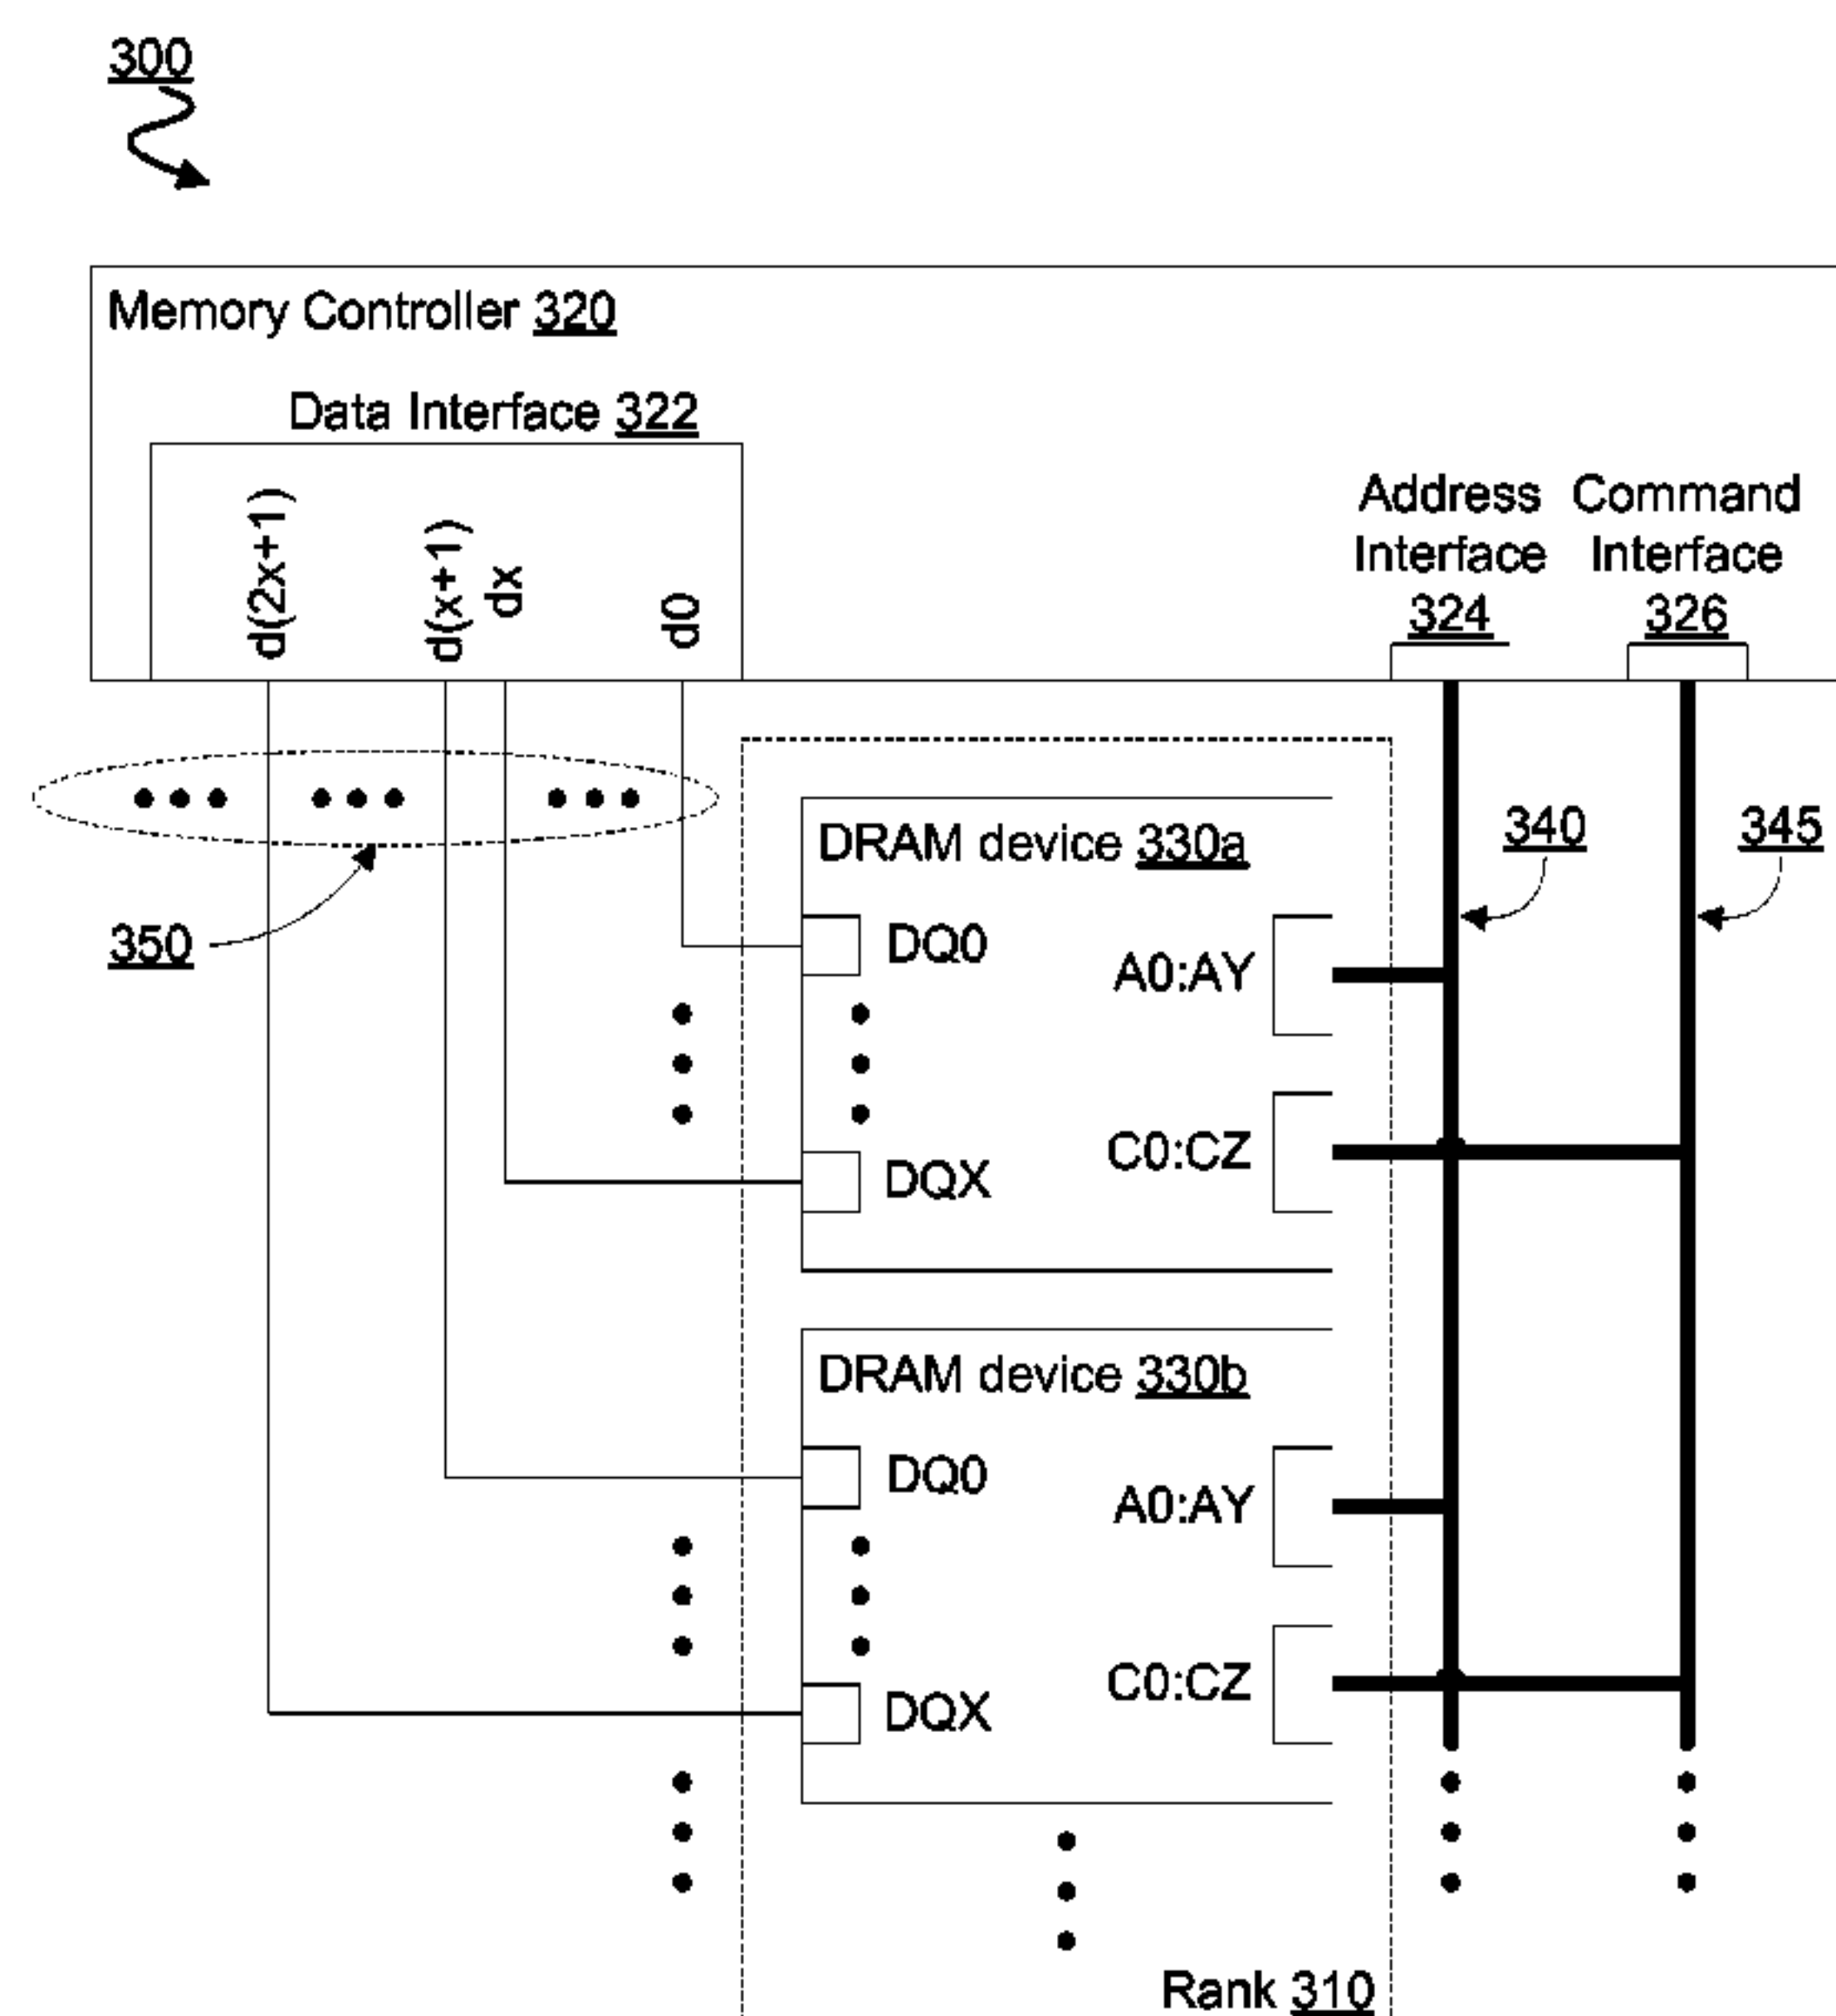 300
Memory Controller 320
Data Interface 322
d(2x+1)
d(x+1)
dx
d0
Address
Interface
324
Command
Interface
326
350
340
345
DRAM device 330a
DQ0
A0:AY
C0:CZ
DQX
DRAM device 330b
DQ0
A0:AY
C0:CZ
DQX
Rank 310